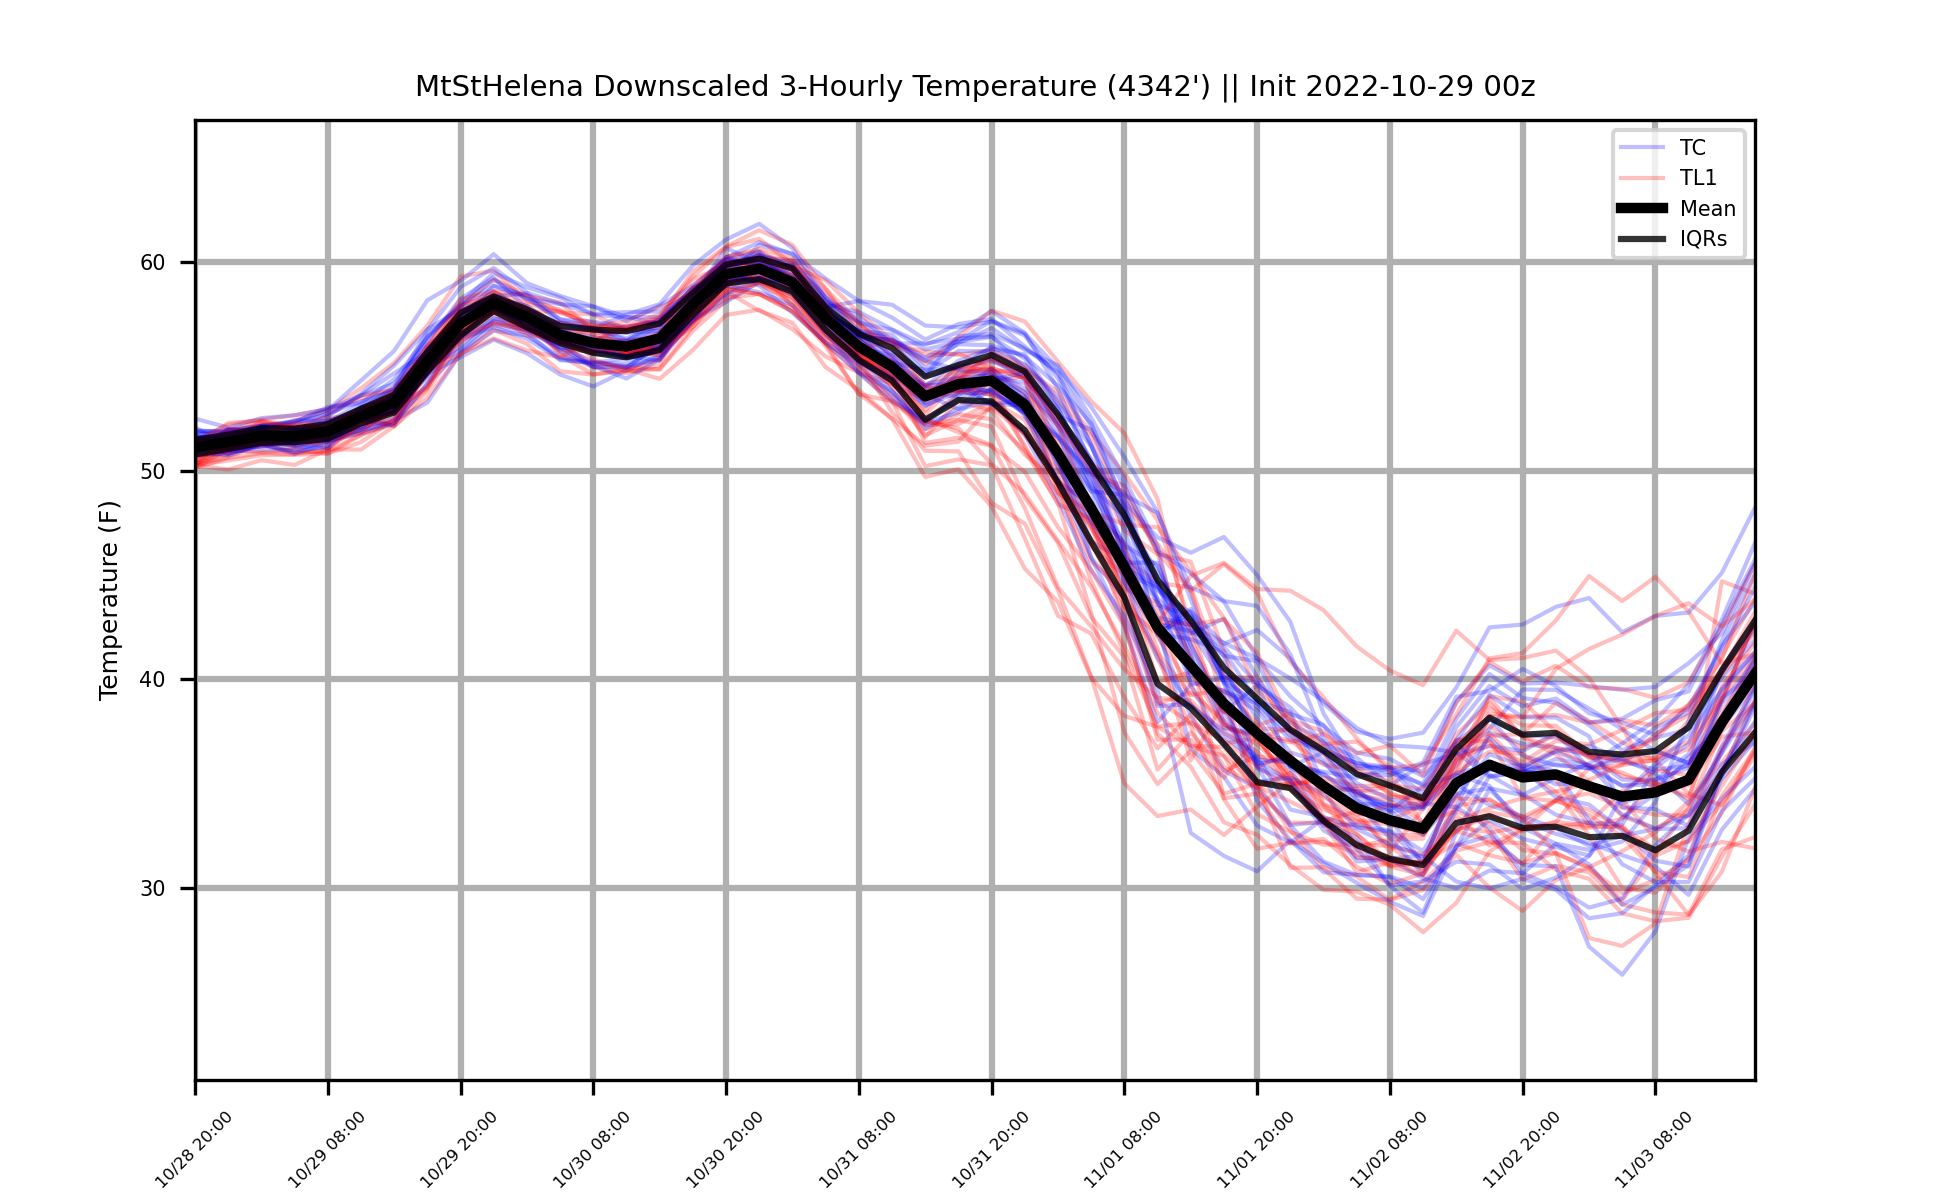 MtStHelena Downscaled 3-Hourly Temperature (4342') || Init 2022-10-29 00z
TC
TL1
Mean
IQRs
Temperature (F)
60
50
40
30
10/28 20:00
10/29 08:00
10/29 20:00
10/30 08:00
10/30 20:00
10/31 08:00
10/31 20:00
11/01 08:00
11/01 20:00
11/02 08:00
11/02 20:00
11/03 08:00